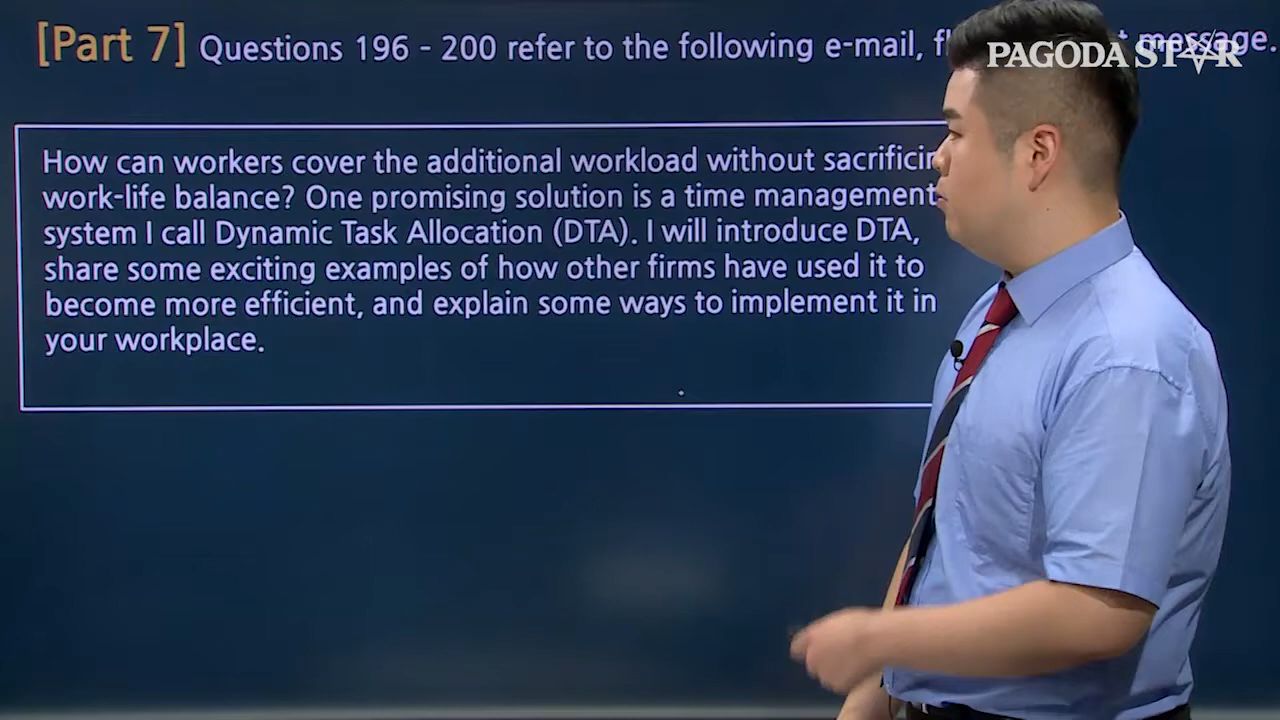 [Part 7] Questions 196 - 200 refer to the following e-mail, message.
PAGODA STAR
How can workers cover the additional workload without
work-life balance? One promising solution is a time management
system I call Dynamic Task Allocation (DTA). I will introduce DTA,
share some exciting examples of how other firms have used it to
become more efficient, and explain some ways to implement it in
your workplace.